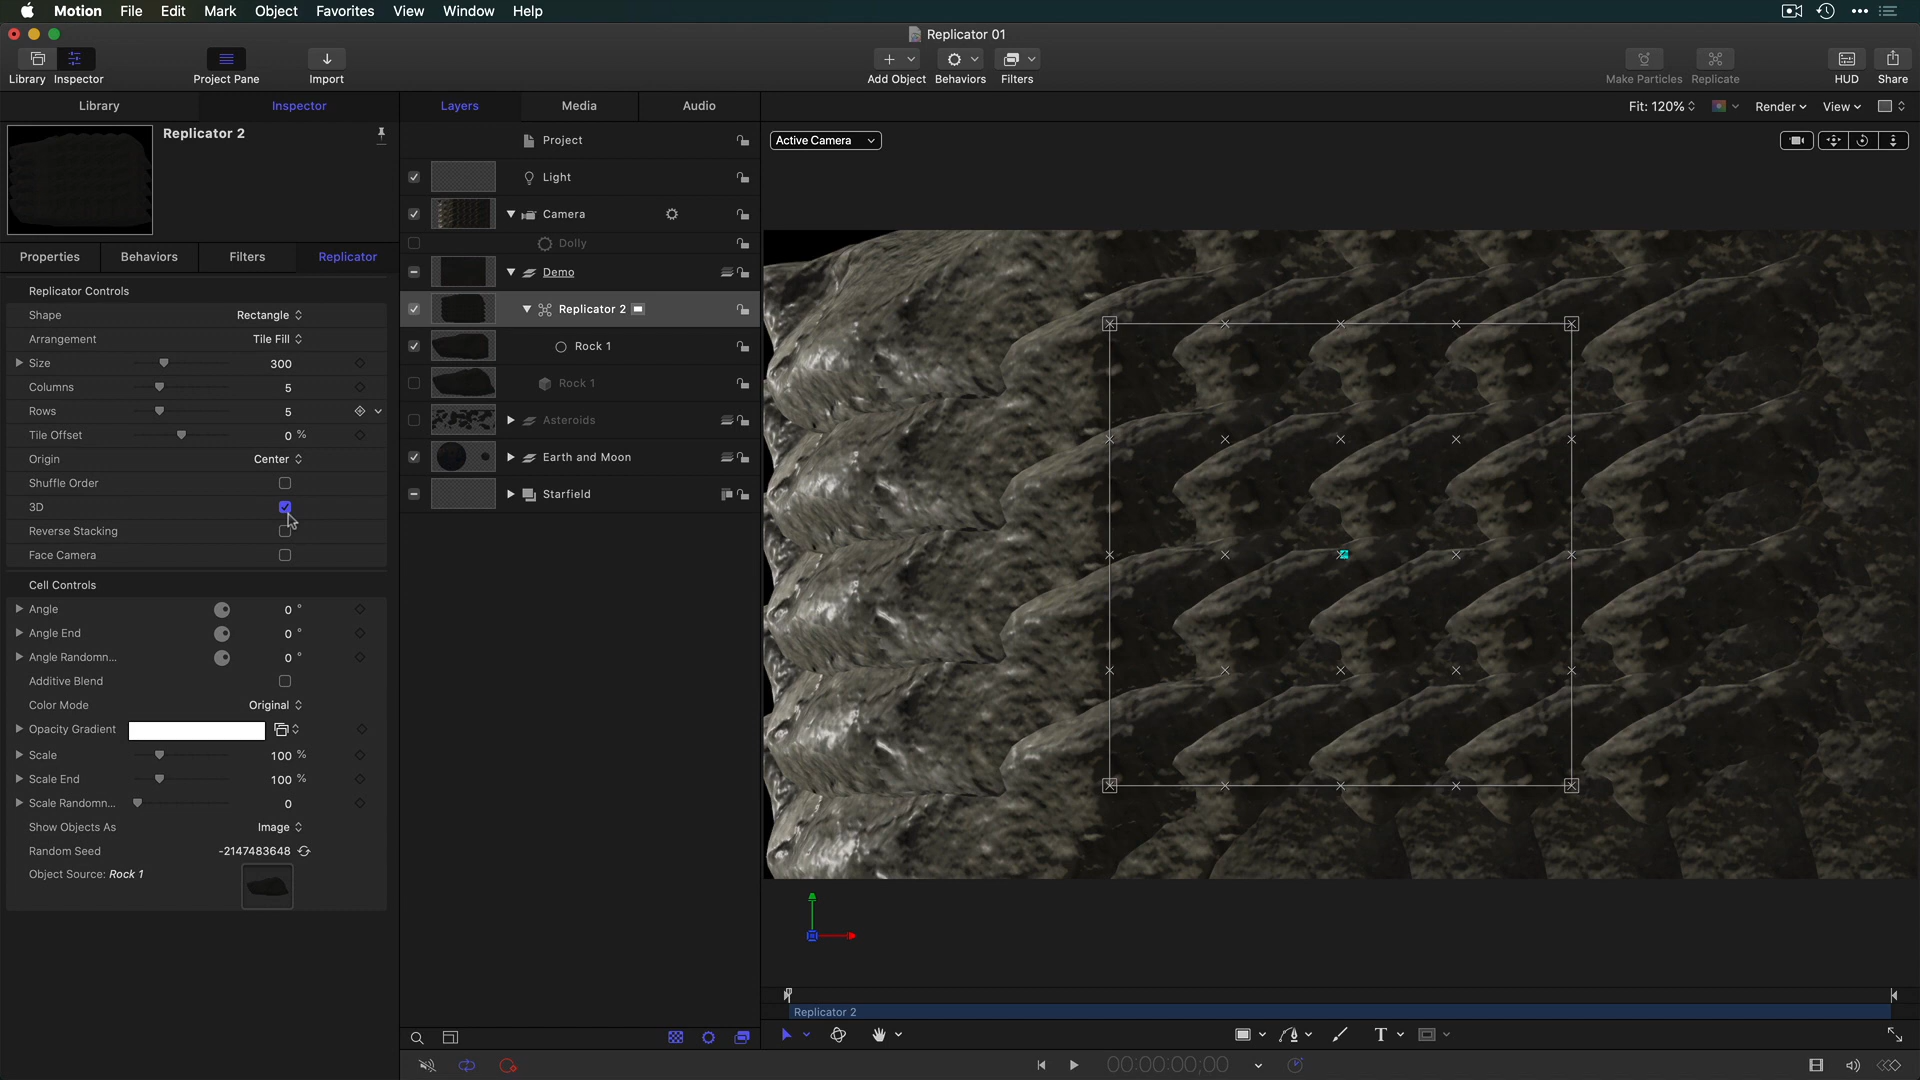 Motion File Edit Mark Object Favorites View Window Help
Replicator 01
Library Inspector Project Pane Import Add Object Behaviors Filters Make Particles Replicate HUD Share
Library Inspector Layers Media Audio Fit: 120% Render View
Replicator 2
Active Camera
Project
Light
Camera
Dolly
Demo
Replicator 2
Rock 1
Rock 1
Asteroids
Earth and Moon
Starfield
Properties Behaviors Filters Replicator
Replicator Controls
Shape Rectangle
Arrangement Tile Fill
Size 300
Columns 5
Rows 5
Tile Offset 0 %
Origin Center
Shuffle Order
3D
Reverse Stacking
Face Camera
Cell Controls
Angle 0 °
Angle End 0 °
Angle Randomn... 0 °
Additive Blend
Color Mode Original
Opacity Gradient
Scale 100 %
Scale End 100 %
Scale Randomn... 0
Show Objects As Image
Random Seed -2147483648
Object Source: Rock 1
Replicator 2
T
00:00:00;00